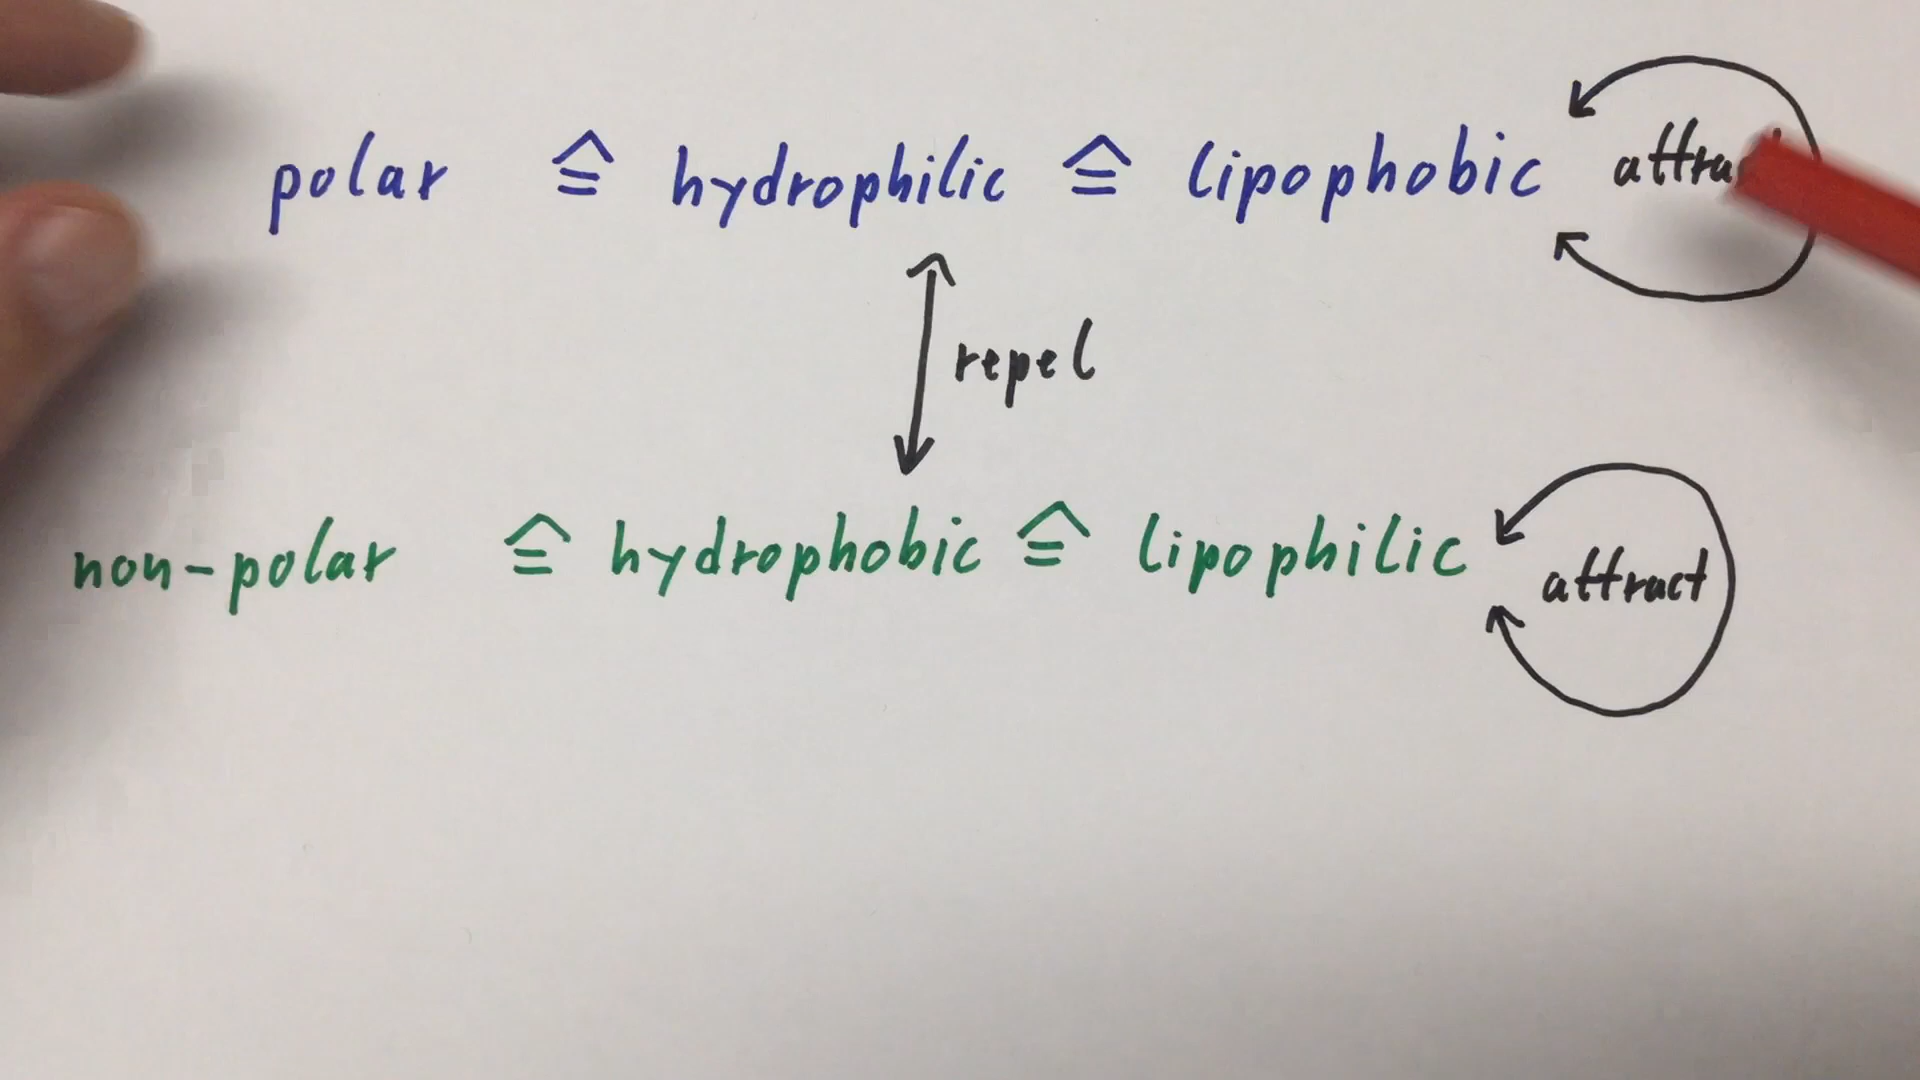 polar ≙ hydrophilic ≙ lipophobic
repel
non-polar ≙ hydrophobic ≙ lipophilic attract